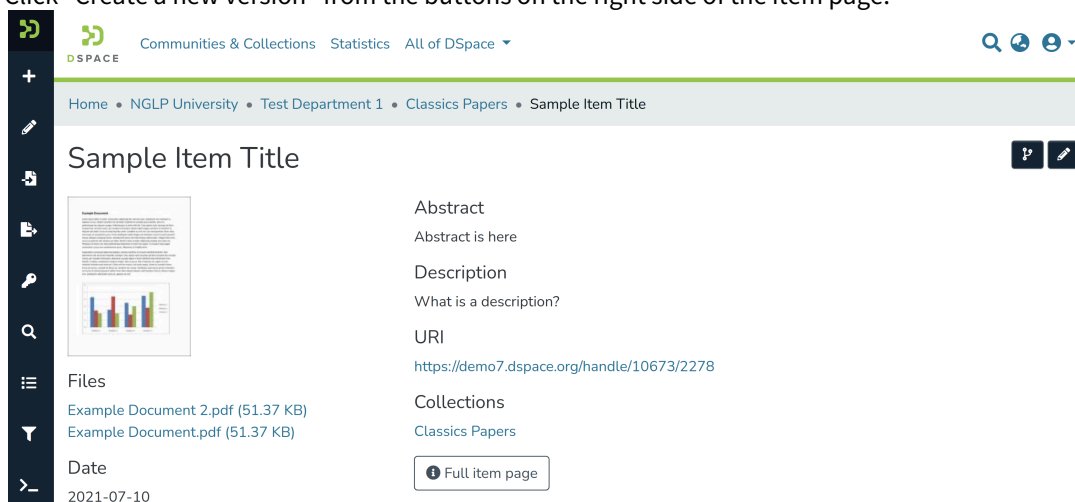 Click "Create a new version" from the buttons on the right side of the item page.
DSPACE
Communities & Collections Statistics All of DSpace
Home • NGLP University • Test Department 1 • Classics Papers • Sample Item Title
Sample Item Title
Abstract
Abstract is here
Description
What is a description?
URI
https://demo7.dspace.org/handle/10673/2278
Collections
Classics Papers
Full item page
Files
Example Document 2.pdf (51.37 KB)
Example Document.pdf (51.37 KB)
Date
2021-07-10